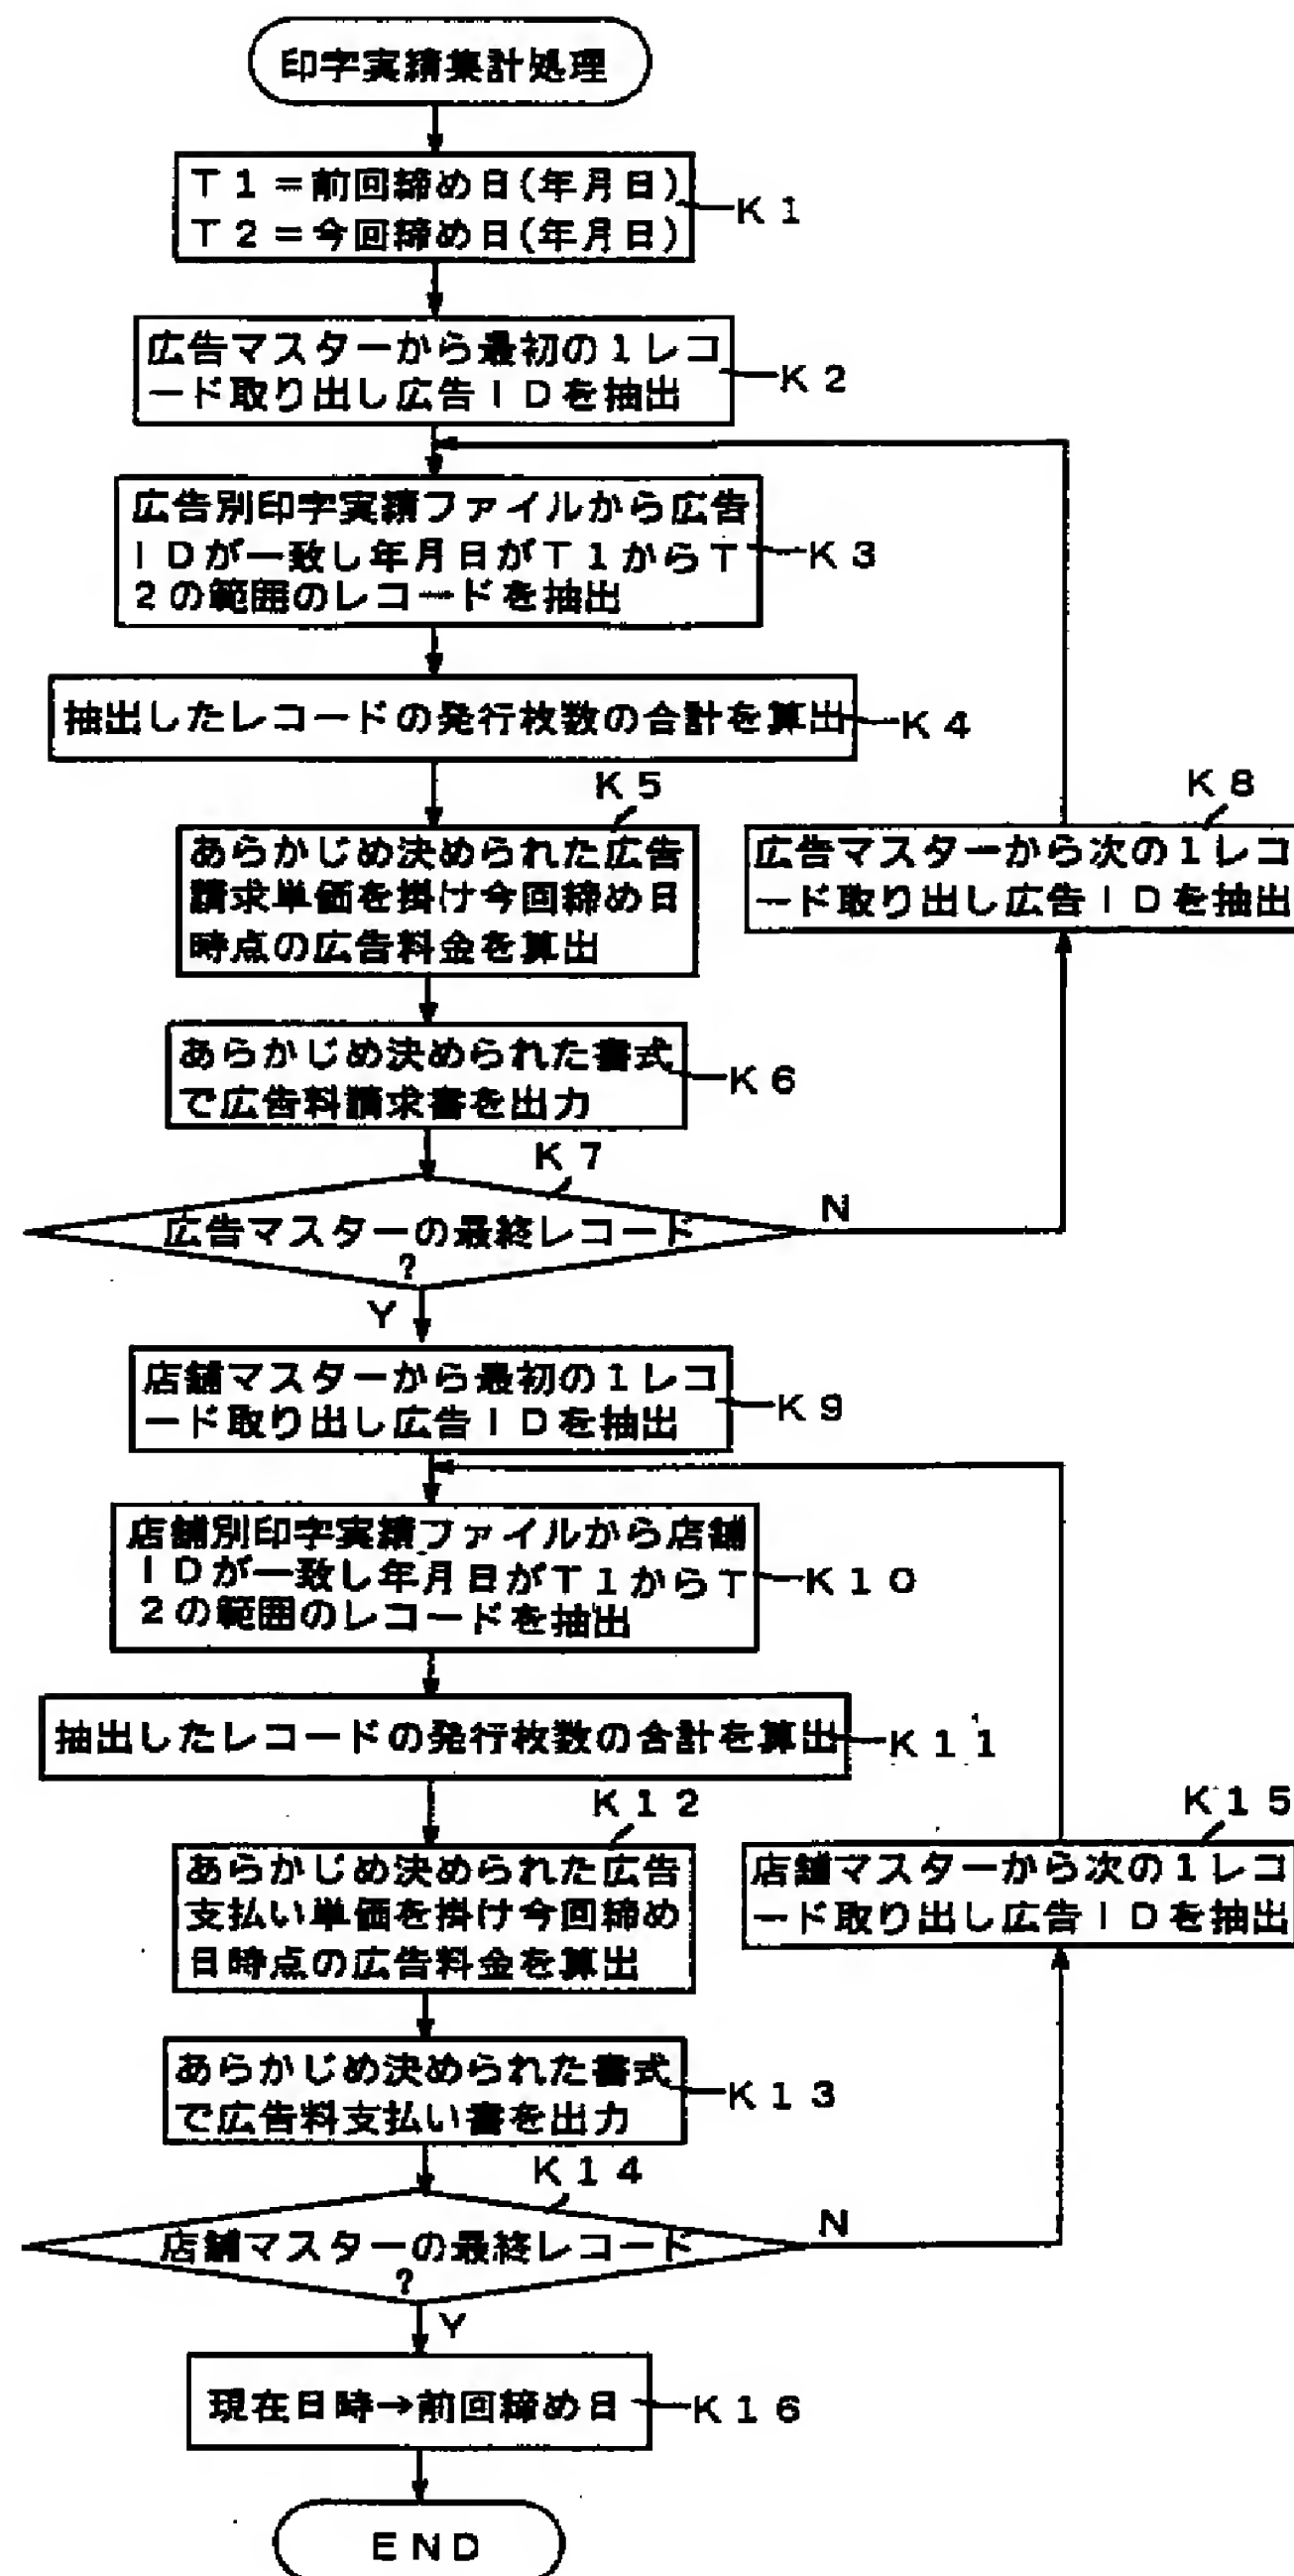 印字実績集計処理
T1=前回締め日(年月日)
T2=今回締め日(年月日)
K1
広告マスターから最初の1レコ
ード取り出し広告IDを抽出
K2
広告別印字実績ファイルから広告
IDが一致し年月日がT1からT
2の範囲のレコードを抽出
K3
抽出したレコードの発行枚数の合計を算出
K4
K5
あらかじめ決められた広告
請求単価を掛け今回締め日
時点の広告料金を算出
K8
広告マスターから次の1レコ
ード取り出し広告IDを抽出
あらかじめ決められた書式
で広告料請求書を出力
K6
K7
広告マスターの最終レコード
?
N
Y
店舗マスターから最初の1レコ
ード取り出し広告IDを抽出
K9
店舗別印字実績ファイルから店舗
IDが一致し年月日がT1からT
2の範囲のレコードを抽出
K10
抽出したレコードの発行枚数の合計を算出
K11
K12
あらかじめ決められた広告
支払い単価を掛け今回締め
日時点の広告料金を算出
K15
店舗マスターから次の1レコ
ード取り出し広告IDを抽出
あらかじめ決められた書式
で広告料支払い書を出力
K13
K14
店舗マスターの最終レコード
?
N
Y
現在日時→前回締め日
K16
END